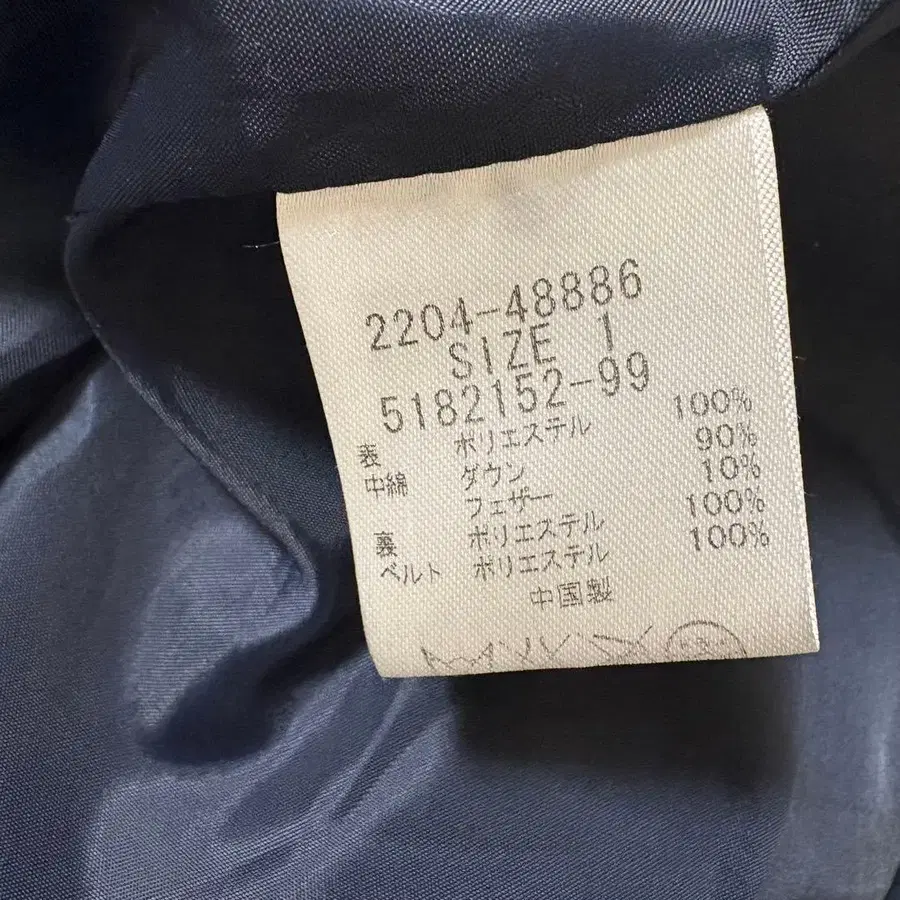 2204-48886
SIZE 1
5182152-99
表 ポリエステル 100%
中綿 ダウン 90%
フェザー 10%
裏 ポリエステル 100%
ベルト ポリエステル 100%
中国製